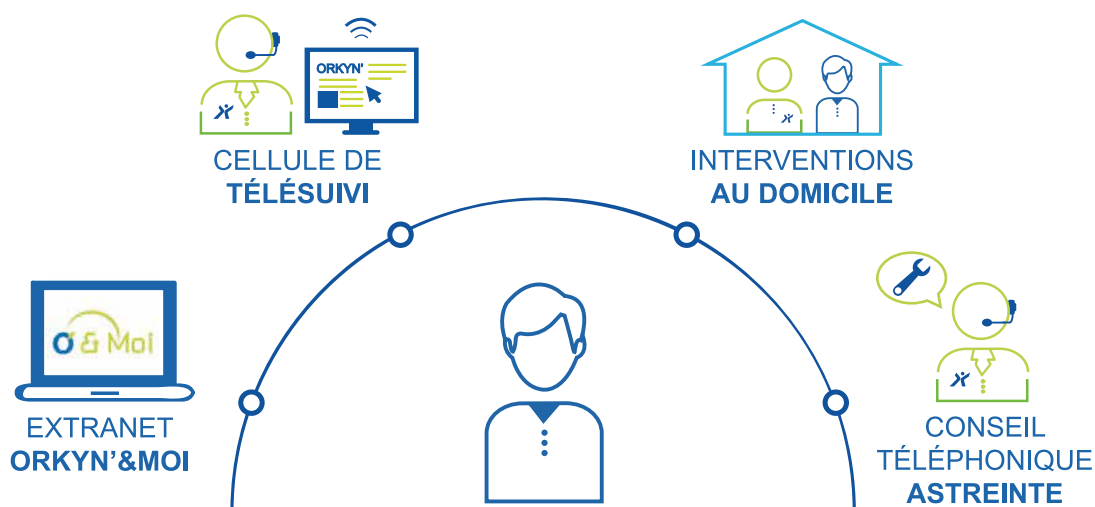 ORKYN'
CELLULE DE
TÉLÉSUIVI
INTERVENTIONS
AU DOMICILE
O & Moi
EXTRANET
ORKYN'&MOI
CONSEIL
TÉLÉPHONIQUE
ASTREINTE